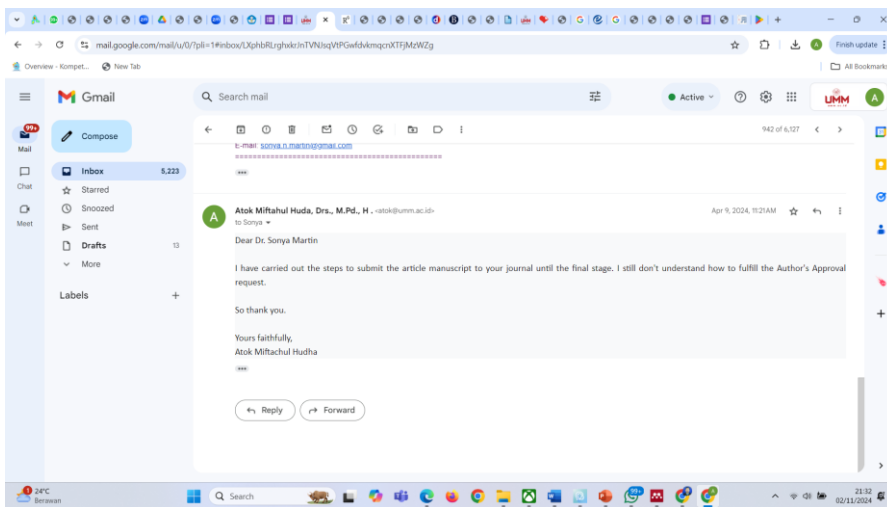 mail.google.com/mail/u/0/?pli=1#inbox/LXphbRLrghxkrJnTVNJsqVtPGwfdvkmqcnXTFjMzWZg
Finish update
Overview - Kompet...
New Tab
All Bookmarks
Gmail
Search mail
Active
UMM
A
99+
Mail
Compose
942 of 6,127
E-mail: sonya.n.martin@gmail.com
================================================
Inbox 5,223
Chat
Starred
Snoozed
Meet
Sent
Drafts 13
More
Labels
A
Atok Miftahul Huda, Drs., M.Pd., H . <atok@umm.ac.id>
Apr 9, 2024, 11:21 AM
to Sonya
Dear Dr. Sonya Martin
I have carried out the steps to submit the article manuscript to your journal until the final stage. I still don't understand how to fulfill the Author's Approval
request.
So thank you.
Yours faithfully,
Atok Miftachul Hudha
Reply
Forward
24°C
Berawan
Search
99+
21:32
02/11/2024